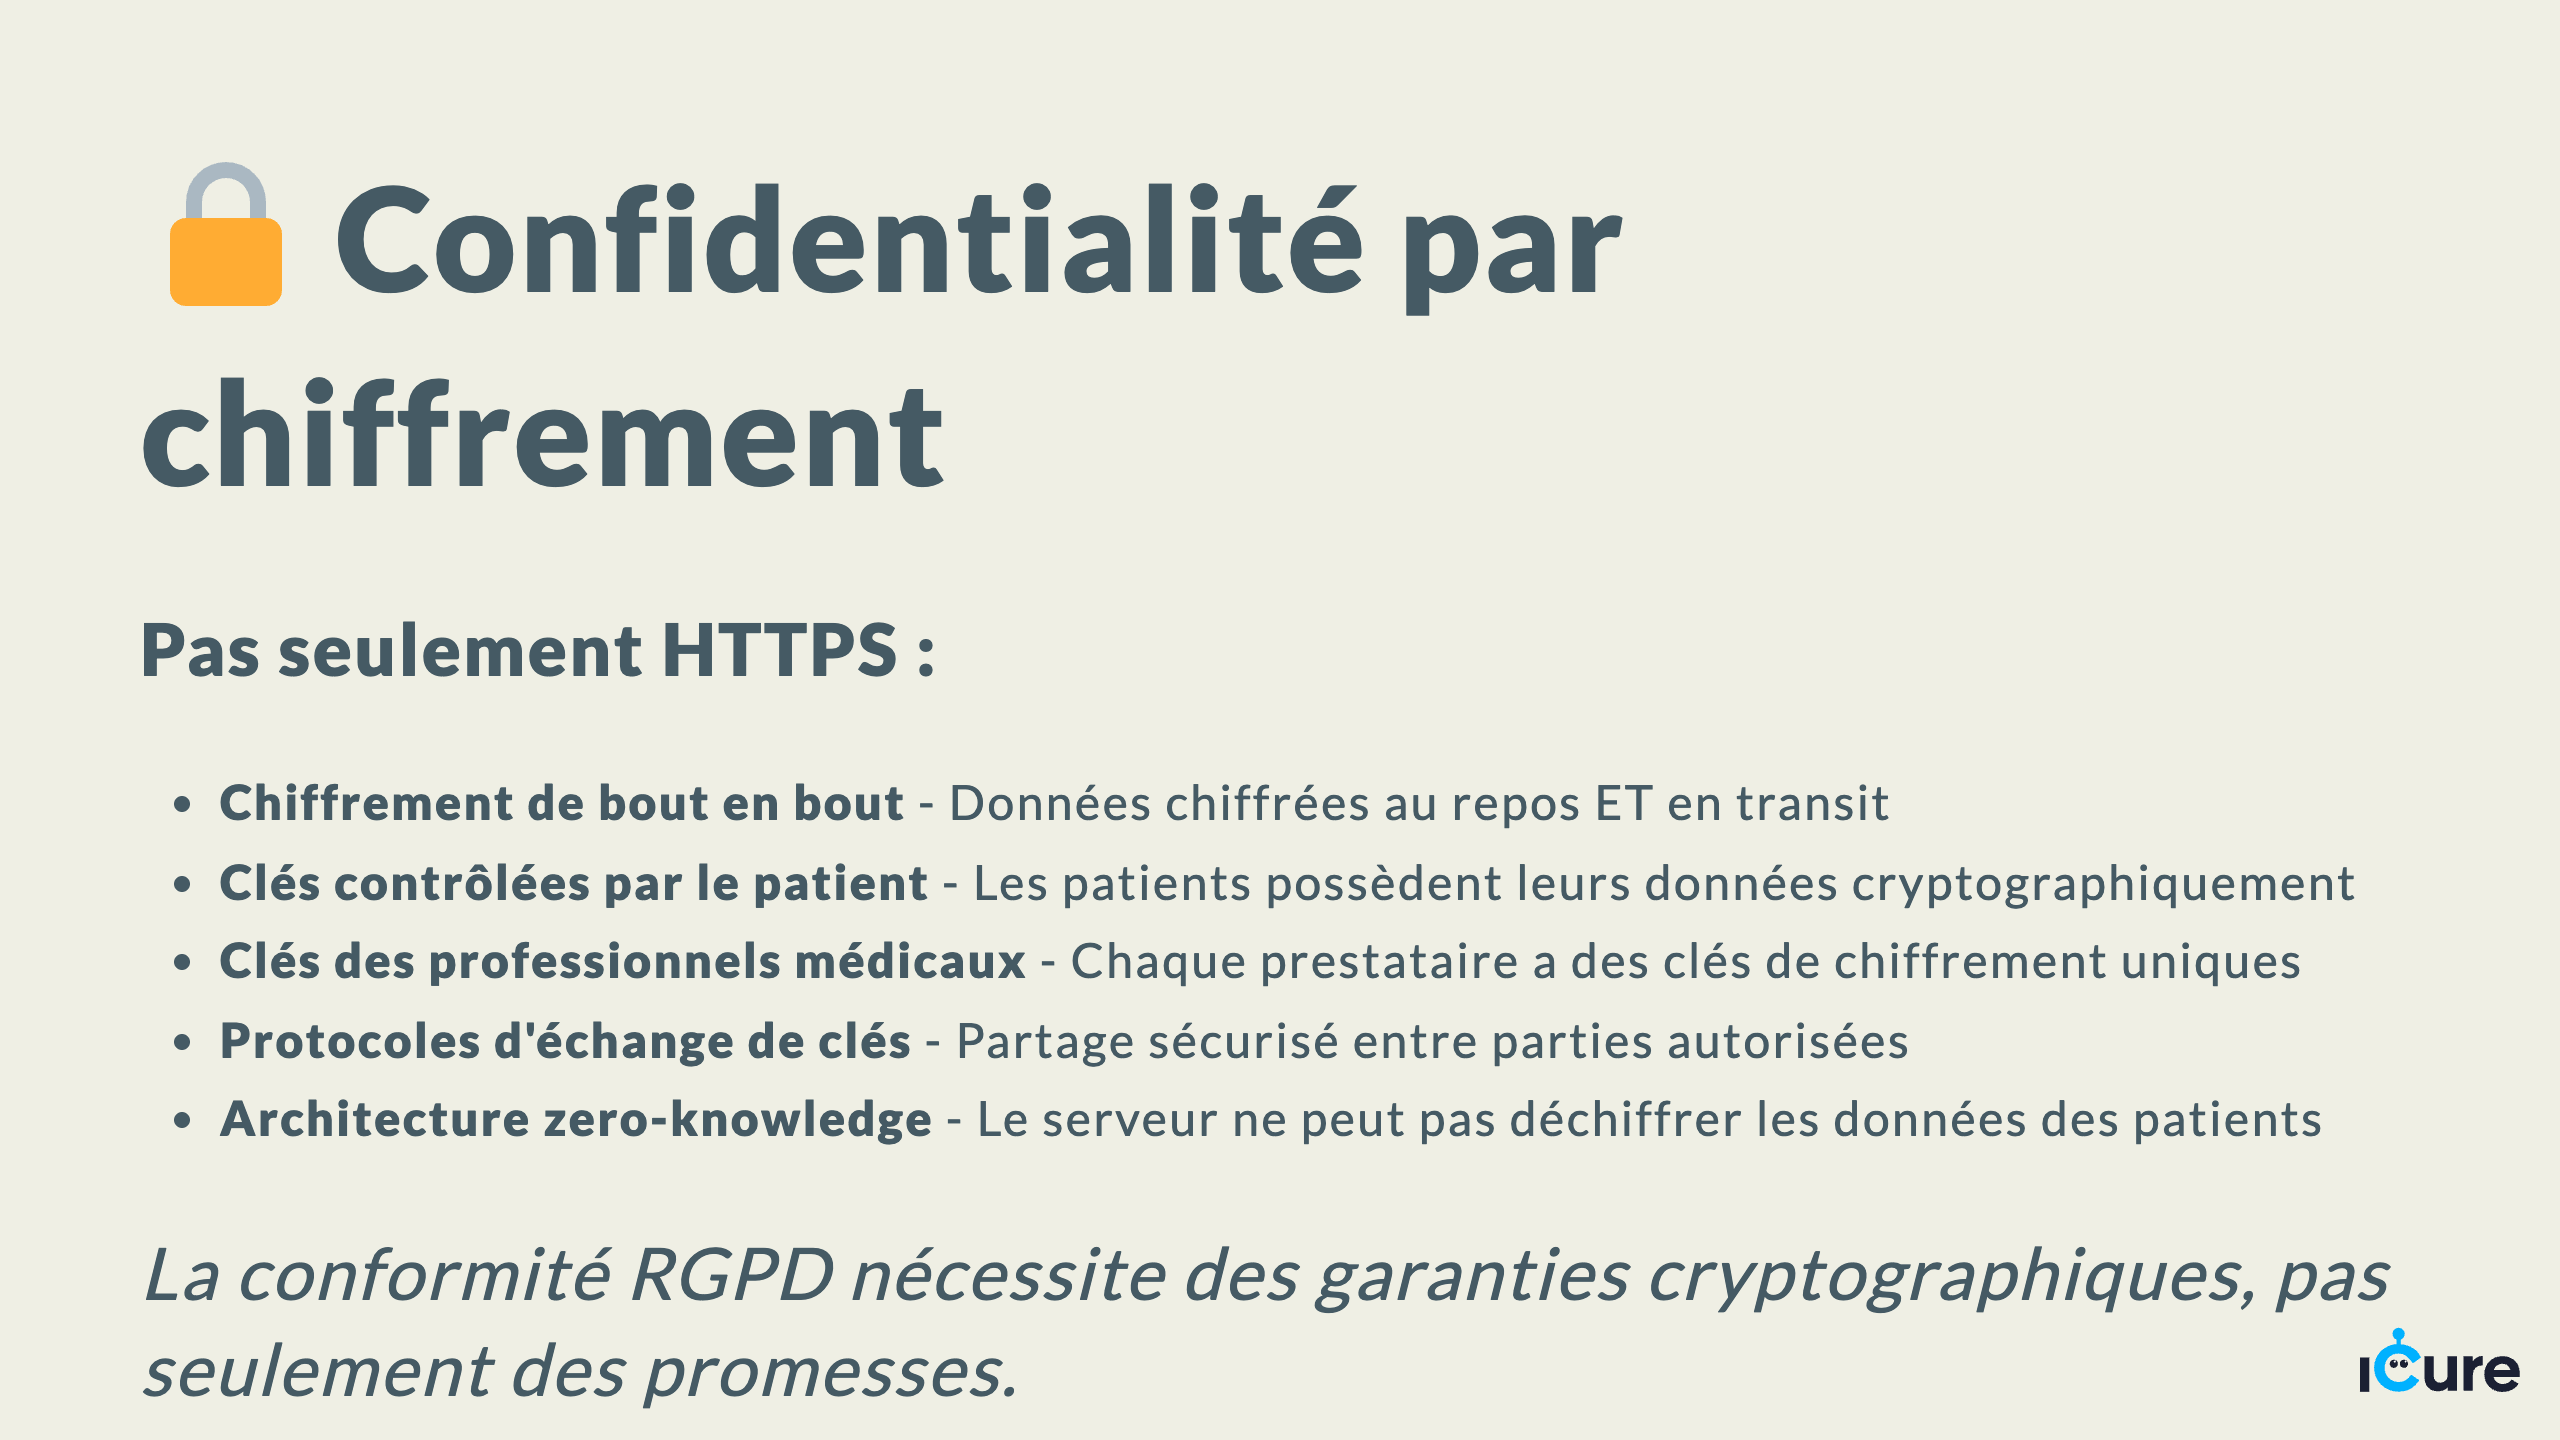 Confidentialité par
chiffrement
Pas seulement HTTPS :
• Chiffrement de bout en bout - Données chiffrées au repos ET en transit
• Clés contrôlées par le patient - Les patients possèdent leurs données cryptographiquement
• Clés des professionnels médicaux - Chaque prestataire a des clés de chiffrement uniques
• Protocoles d'échange de clés - Partage sécurisé entre parties autorisées
• Architecture zero-knowledge - Le serveur ne peut pas déchiffrer les données des patients
La conformité RGPD nécessite des garanties cryptographiques, pas
seulement des promesses.
iCure